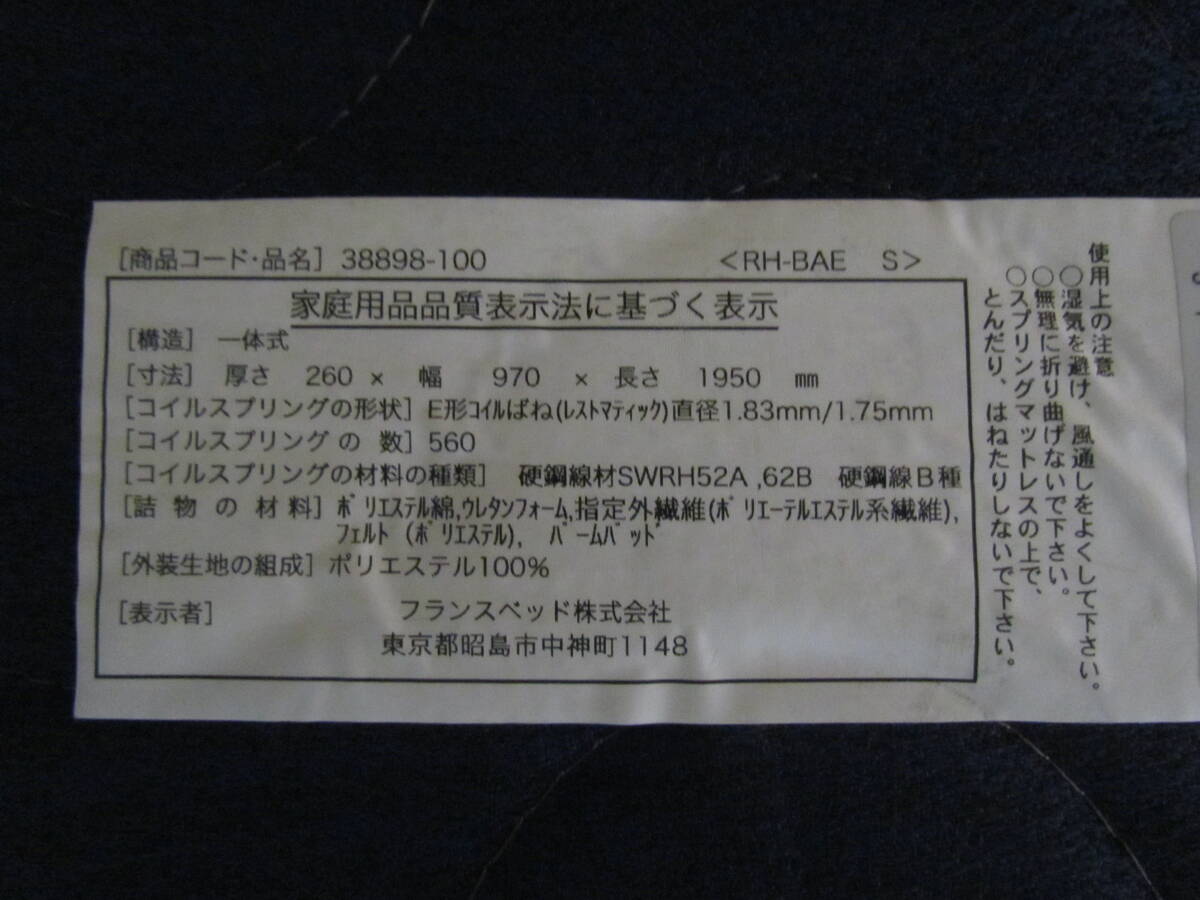 [商品コード・品名] 38898-100 <RH-BAE S>
家庭用品品質表示法に基づく表示
[構造] 一体式
[寸法] 厚さ 260 × 幅 970 × 長さ 1950 ㎜
[コイルスプリングの形状] E形ｺｲﾙばね(ﾚｽﾄﾏﾃｨｯｸ)直径1.83mm/1.75mm
[コイルスプリングの 数] 560
[コイルスプリングの材料の種類] 硬鋼線材SWRH52A ,62B 硬鋼線B種
[詰物の材料] ﾎﾟﾘｴｽﾃﾙ綿,ｳﾚﾀﾝﾌｫｰﾑ,指定外繊維(ﾎﾟﾘｴｰﾃﾙｴｽﾃﾙ系繊維),
ﾌｪﾙﾄ (ﾎﾟﾘｴｽﾃﾙ), ﾊﾟｰﾑﾊﾟｯﾄﾞ
[外装生地の組成] ポリエステル100%
[表示者] フランスベッド株式会社
東京都昭島市中神町1148
使用上の注意
○湿気を避け、風通しをよくして下さい。
○無理に折り曲げないで下さい。
○スプリングマットレスの上で、
とんだり、はねたりしないで下さい。